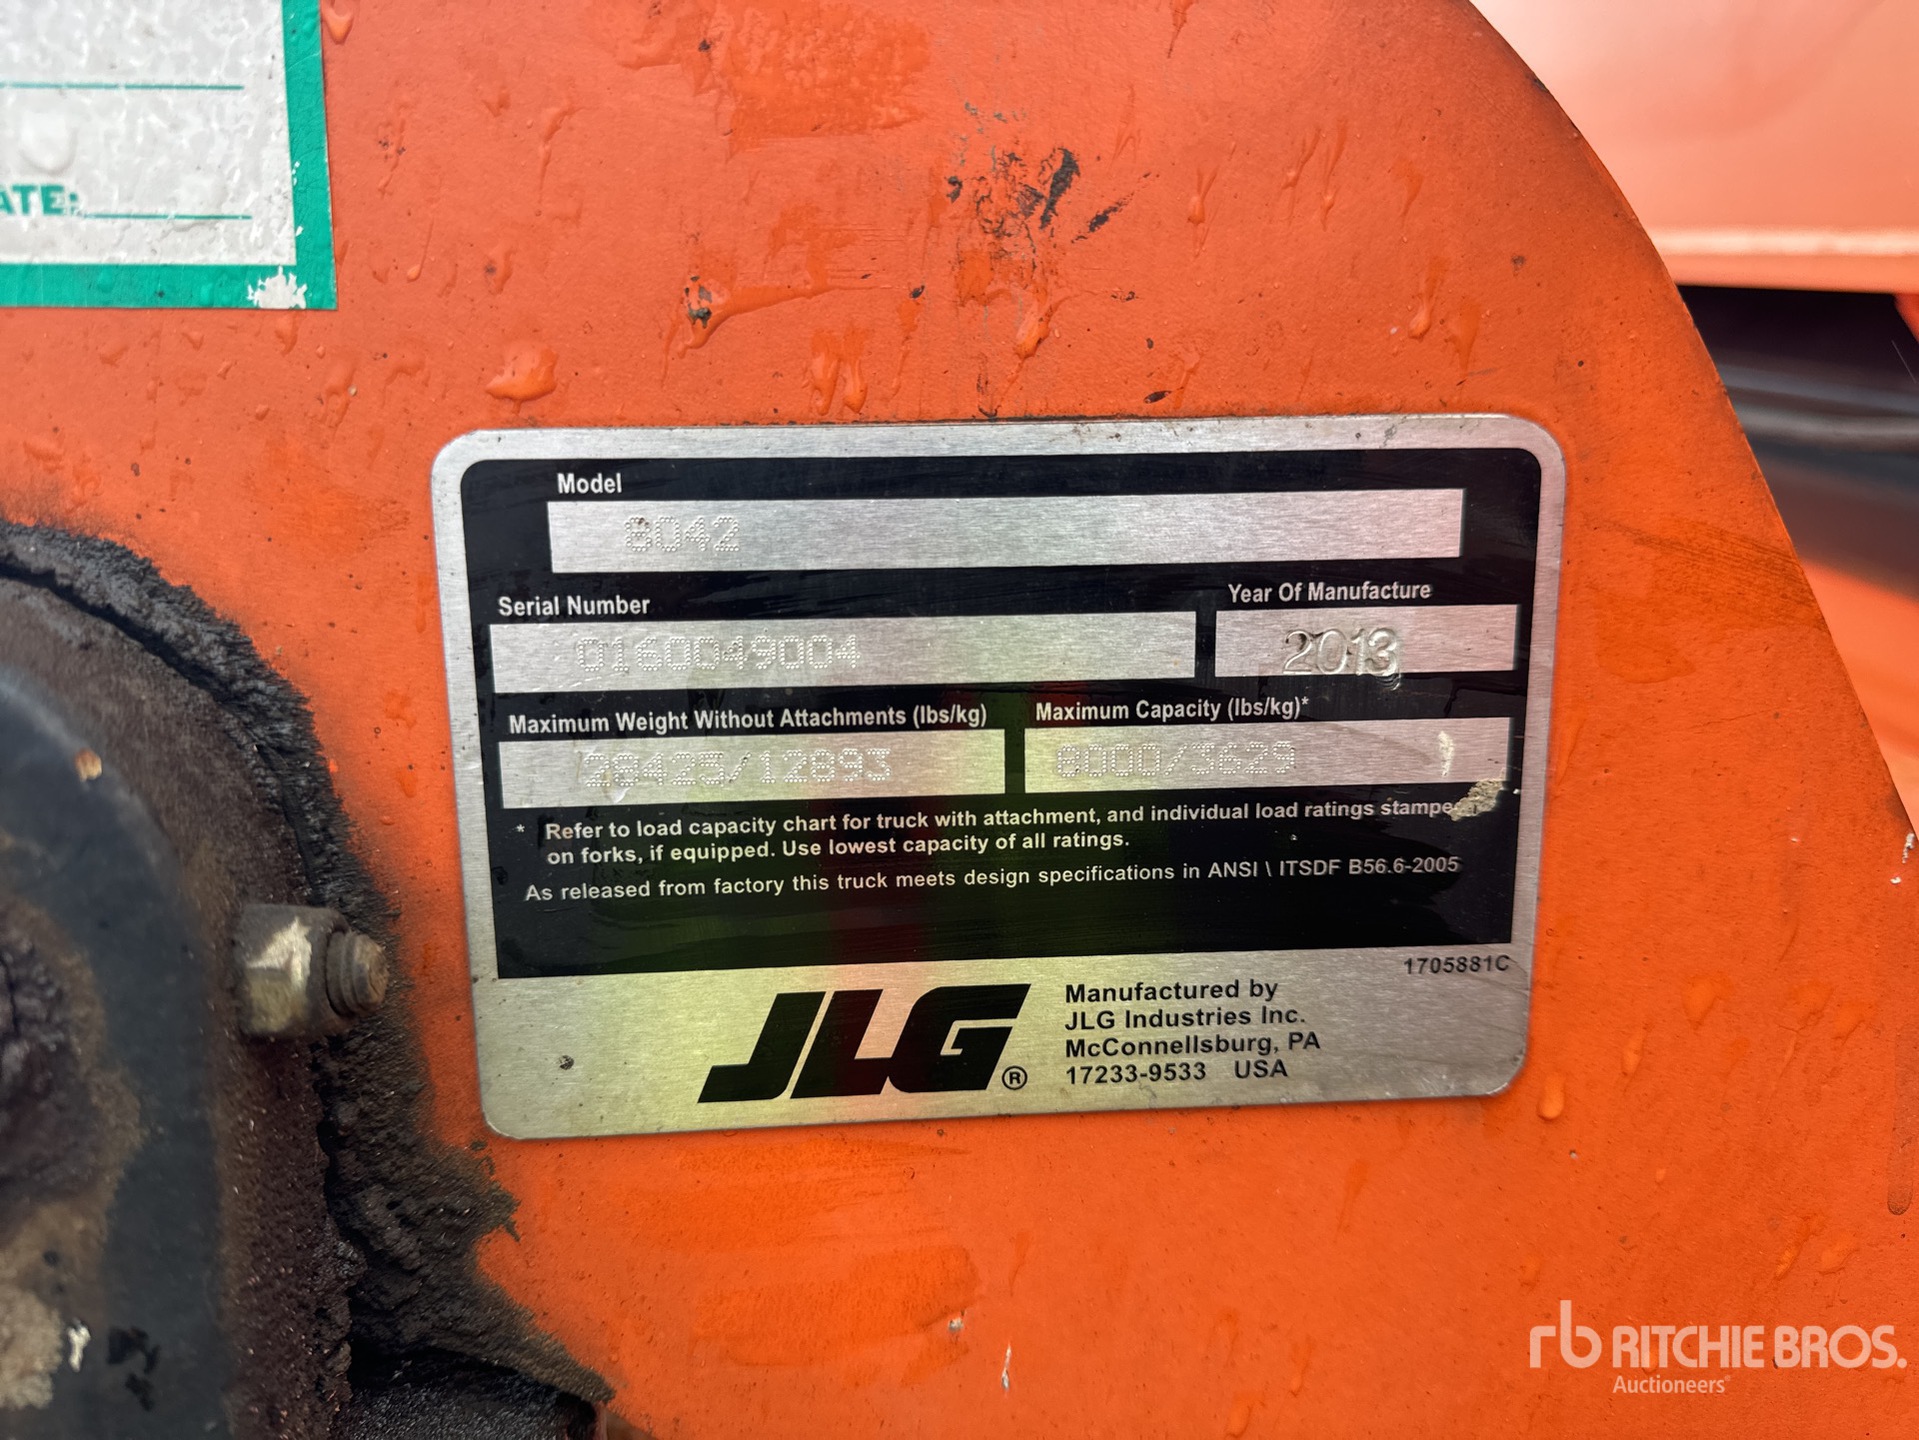 ATE:
Model
8042
Serial Number
0160049004
Year Of Manufacture
2013
Maximum Weight Without Attachments (lbs/kg)
28425/12893
Maximum Capacity (lbs/kg)*
8000/3629
* Refer to load capacity chart for truck with attachment, and individual load ratings stampe
on forks, if equipped. Use lowest capacity of all ratings.
As released from factory this truck meets design specifications in ANSI \ ITSDF B56.6-2005
1705881C
JLG®
Manufactured by
JLG Industries Inc.
McConnellsburg, PA
17233-9533 USA
rb RITCHIE BROS.
Auctioneers